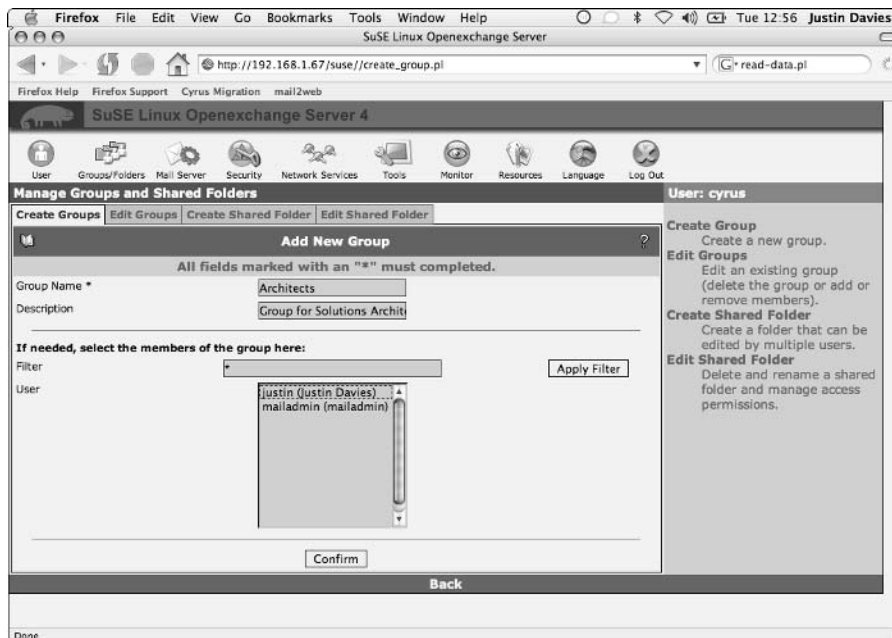 Firefox File Edit View Go Bookmarks Tools Window Help Tue 12:56 Justin Davies
SuSE Linux Openexchange Server
http://192.168.1.67/suse//create_group.pl
G read-data.pl
Firefox Help Firefox Support Cyrus Migration mail2web
SuSE Linux Openexchange Server 4
User Groups/Folders Mail Server Security Network Services Tools Monitor Resources Language Log Out
Manage Groups and Shared Folders
Create Groups Edit Groups Create Shared Folder Edit Shared Folder
Add New Group ?
All fields marked with an "*" must completed.
Group Name * Architects
Description Group for Solutions Archit
If needed, select the members of the group here:
Filter * Apply Filter
User
justin (Justin Davies)
mailadmin (mailadmin)
Confirm
User: cyrus
Create Group
Create a new group.
Edit Groups
Edit an existing group
(delete the group or add or
remove members).
Create Shared Folder
Create a folder that can be
edited by multiple users.
Edit Shared Folder
Delete and rename a shared
folder and manage access
permissions.
Back
Done